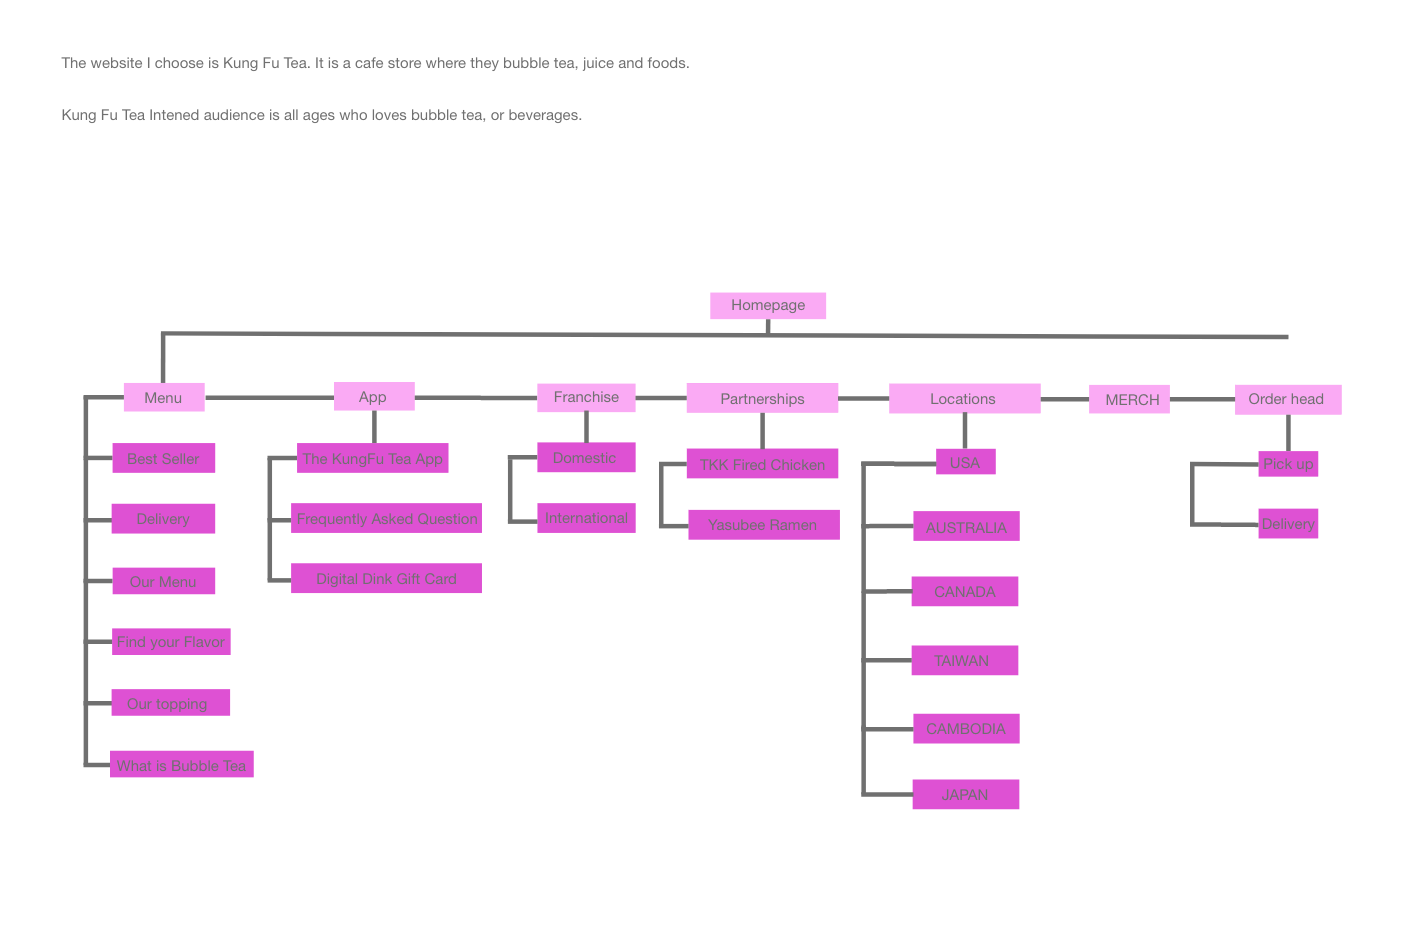 The website I choose is Kung Fu Tea. It is a cafe store where they bubble tea, juice and foods.
Kung Fu Tea Intened audience is all ages who loves bubble tea, or beverages.
Homepage
Menu
App
Franchise
Partnerships
Locations
MERCH
Order head
Best Seller
Delivery
Our Menu
Find your Flavor
Our topping
What is Bubble Tea
The KungFu Tea App
Frequently Asked Question
Digital Dink Gift Card
Domestic
International
TKK Fired Chicken
Yasubee Ramen
USA
AUSTRALIA
CANADA
TAIWAN
CAMBODIA
JAPAN
Pick up
Delivery